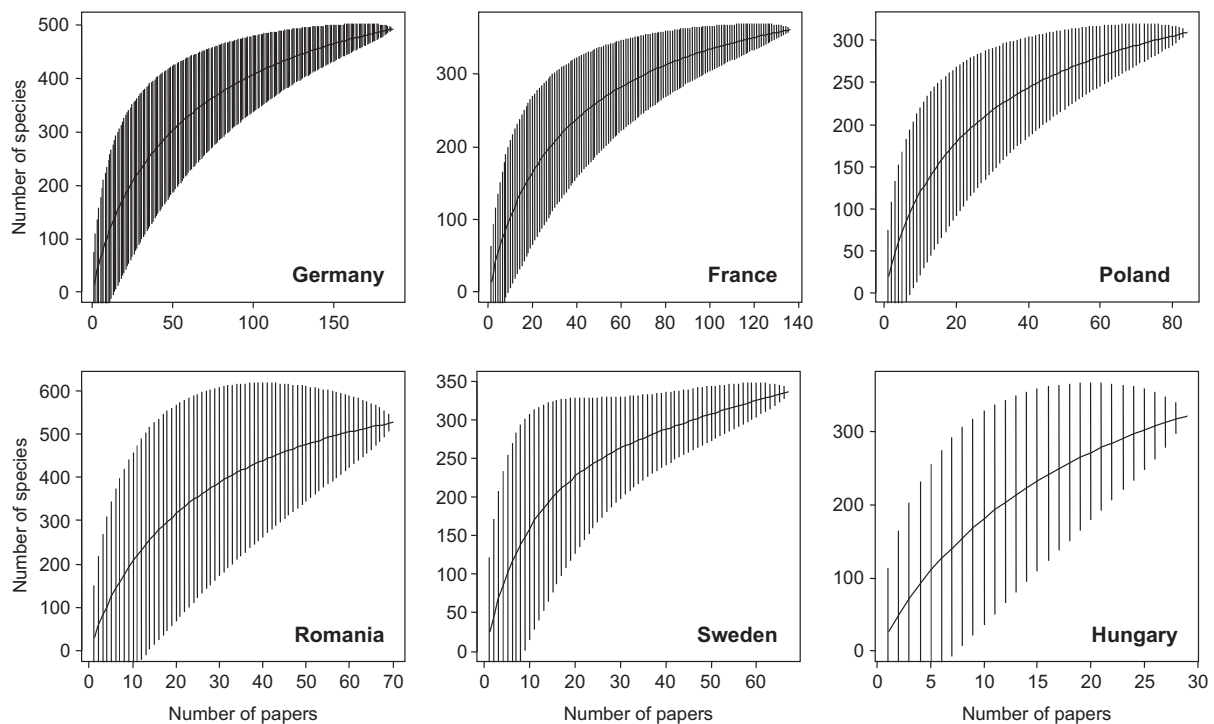 Number of species
500
400
300
200
100
0
Germany
0 50 100 150
300
200
100
0
France
0 20 40 60 80 100 120 140
300
250
200
150
100
50
0
Poland
0 20 40 60 80
Number of species
600
500
400
300
200
100
0
Romania
0 10 20 30 40 50 60 70
Number of papers
350
300
250
200
150
100
50
0
Sweden
0 10 20 30 40 50 60
Number of papers
300
200
100
0
Hungary
0 5 10 15 20 25 30
Number of papers